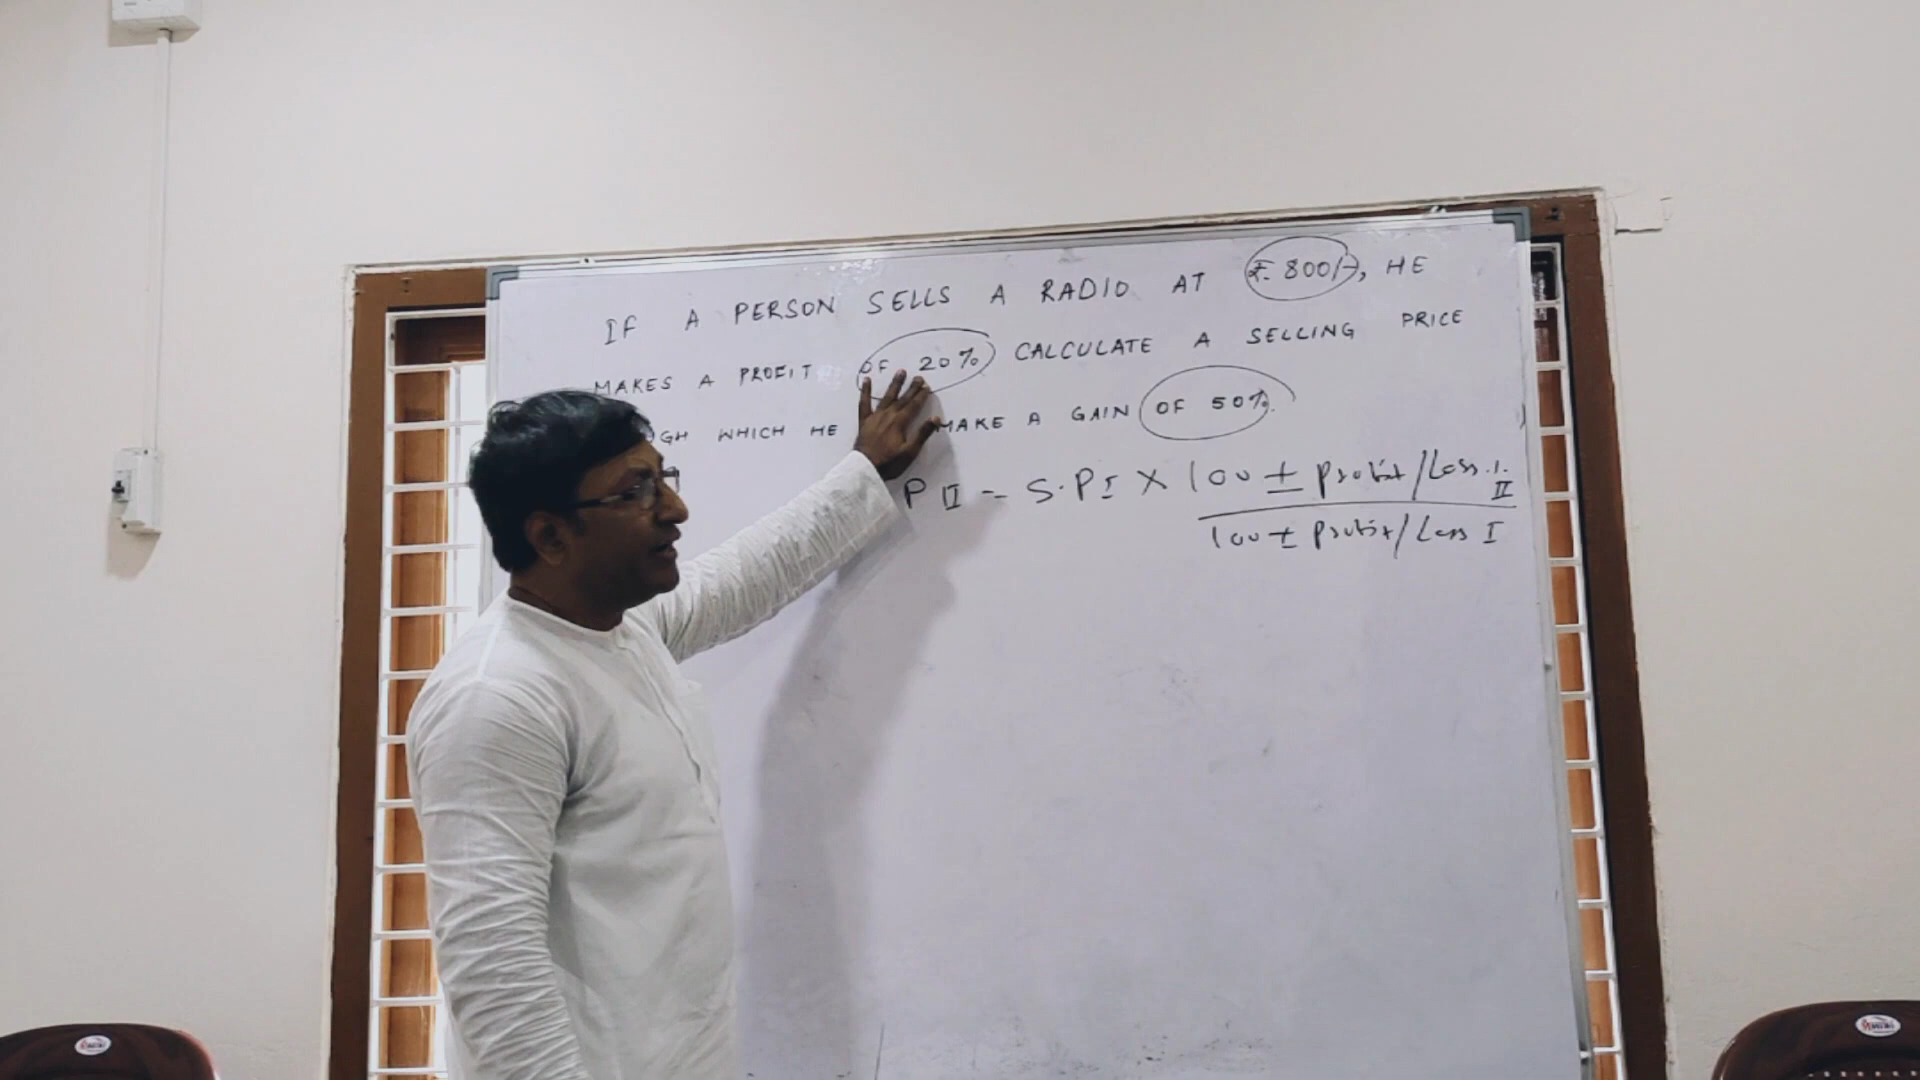 IF A PERSON SELLS A RADIO AT ₹. 800/-, HE
MAKES A PROFIT OF 20% CALCULATE A SELLING PRICE
WHICH HE MAKE A GAIN OF 50%.
P II = S.P I X 100 ± Profit/Loss II
100 ± Profit/Loss I